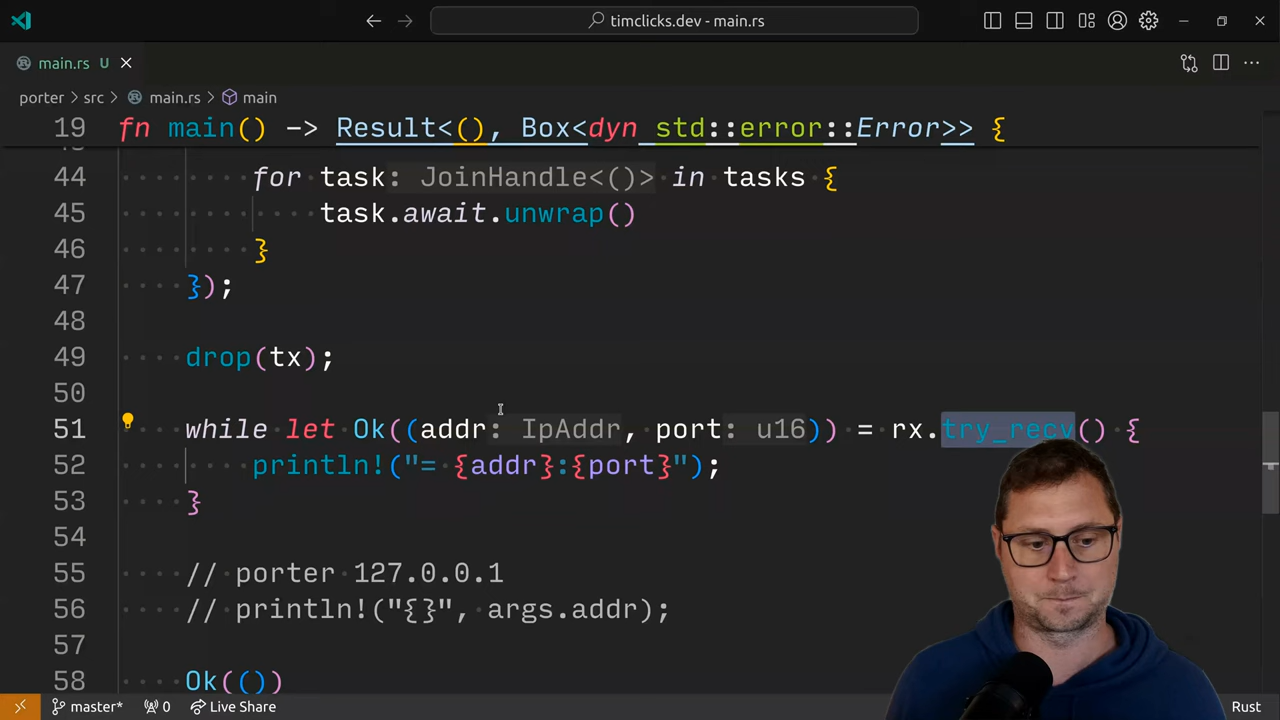 timclicks.dev - main.rs
main.rs U
porter > src > main.rs > main
19 fn main() -> Result<(), Box<dyn std::error::Error>> {
44 for task: JoinHandle<()> in tasks {
45 task.await.unwrap()
46 }
47 });
48
49 drop(tx);
50
51 while let Ok((addr: IpAddr, port: u16)) = rx.try_recv() {
52 println!("= {addr}:{port}");
53 }
54
55 // porter 127.0.0.1
56 // println!("{}", args.addr);
57
58 Ok(())
master* 0 Live Share Rust